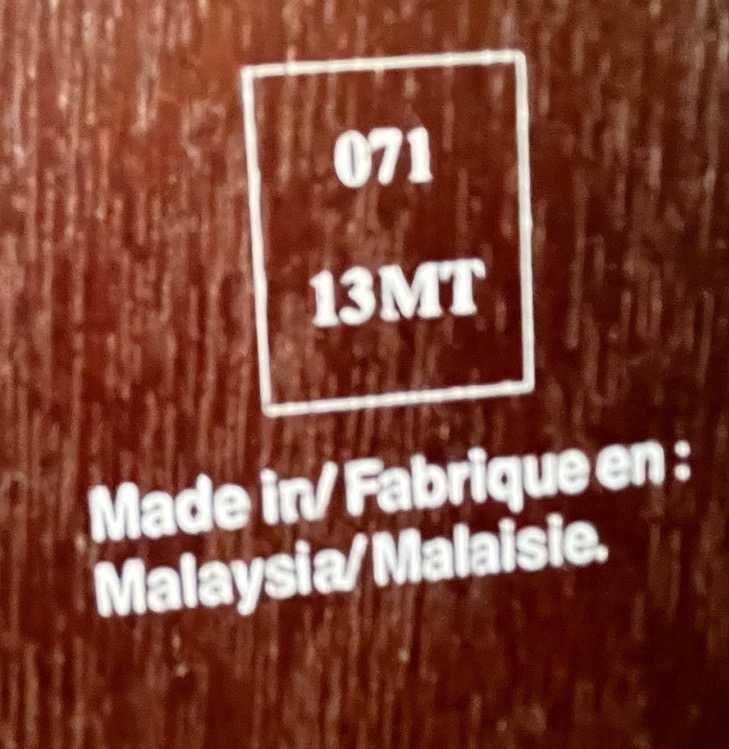 071
13MT
Made in/ Fabrique en :
Malaysia/ Malaisie.